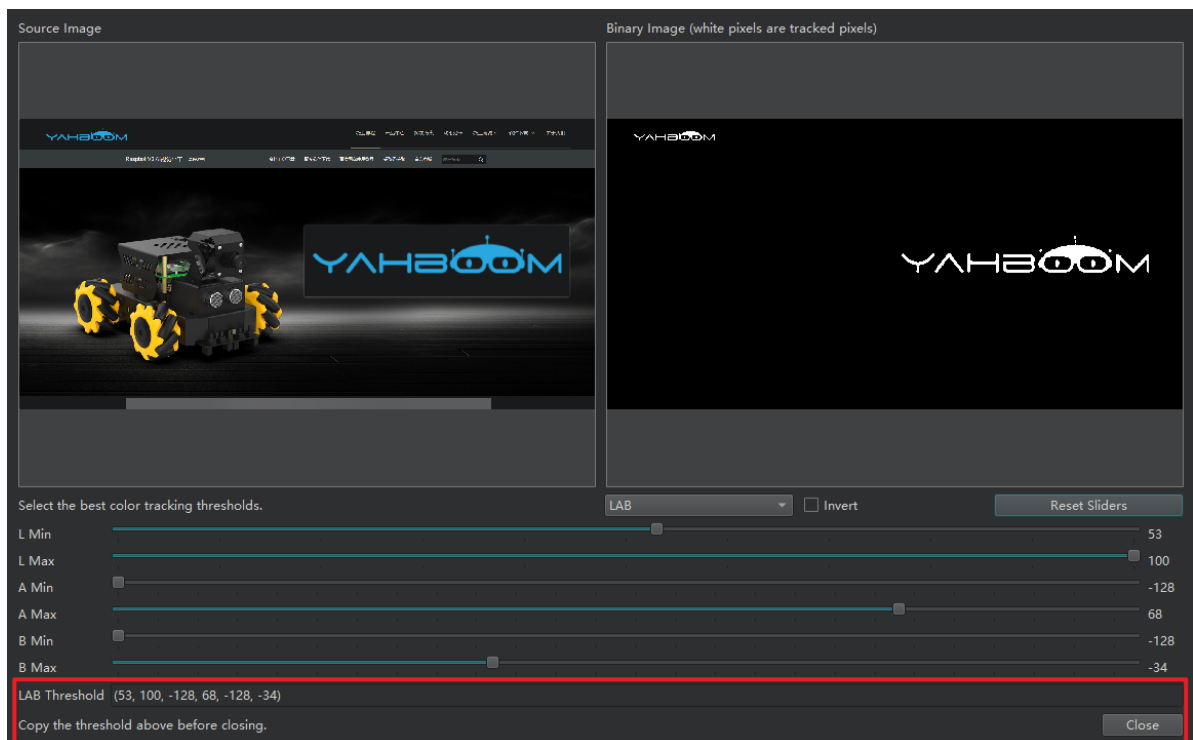 Source Image
Binary Image (white pixels are tracked pixels)
YAHBOOM
YAHBOOM
YAHBOOM
YAHBOOM
Select the best color tracking thresholds.
LAB
Invert
Reset Sliders
L Min 53
L Max 100
A Min -128
A Max 68
B Min -128
B Max -34
LAB Threshold (53, 100, -128, 68, -128, -34)
Copy the threshold above before closing.
Close